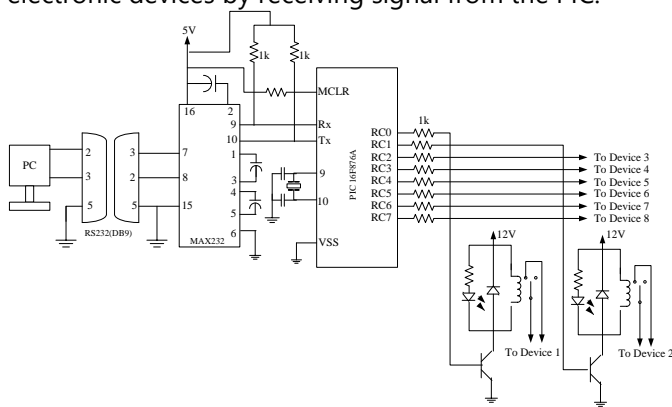 electronic devices by receiving signal from the PIC.
5V
1k 1k
16 2
MCLR
9 Rx
10 Tx
PC
2 3 7
3 2 8
5 5 15
RS232(DB9)
1
3
4
5
6
MAX232
9
10
VSS
PIC 16F876A
1k
RC0
RC1
RC2 To Device 3
RC3 To Device 4
RC4 To Device 5
RC5 To Device 6
RC6 To Device 7
RC7 To Device 8
12V 12V
To Device 1 To Device 2